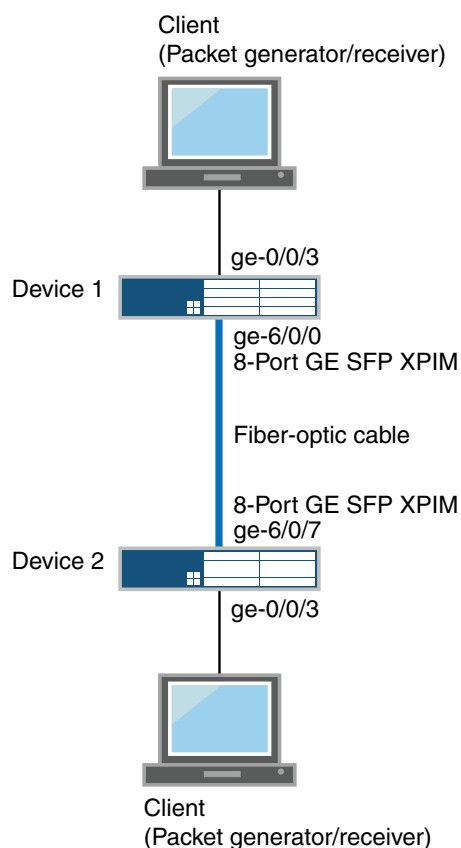 Client
(Packet generator/receiver)
ge-0/0/3
Device 1
ge-6/0/0
8-Port GE SFP XPIM
Fiber-optic cable
8-Port GE SFP XPIM
ge-6/0/7
Device 2
ge-0/0/3
Client
(Packet generator/receiver)